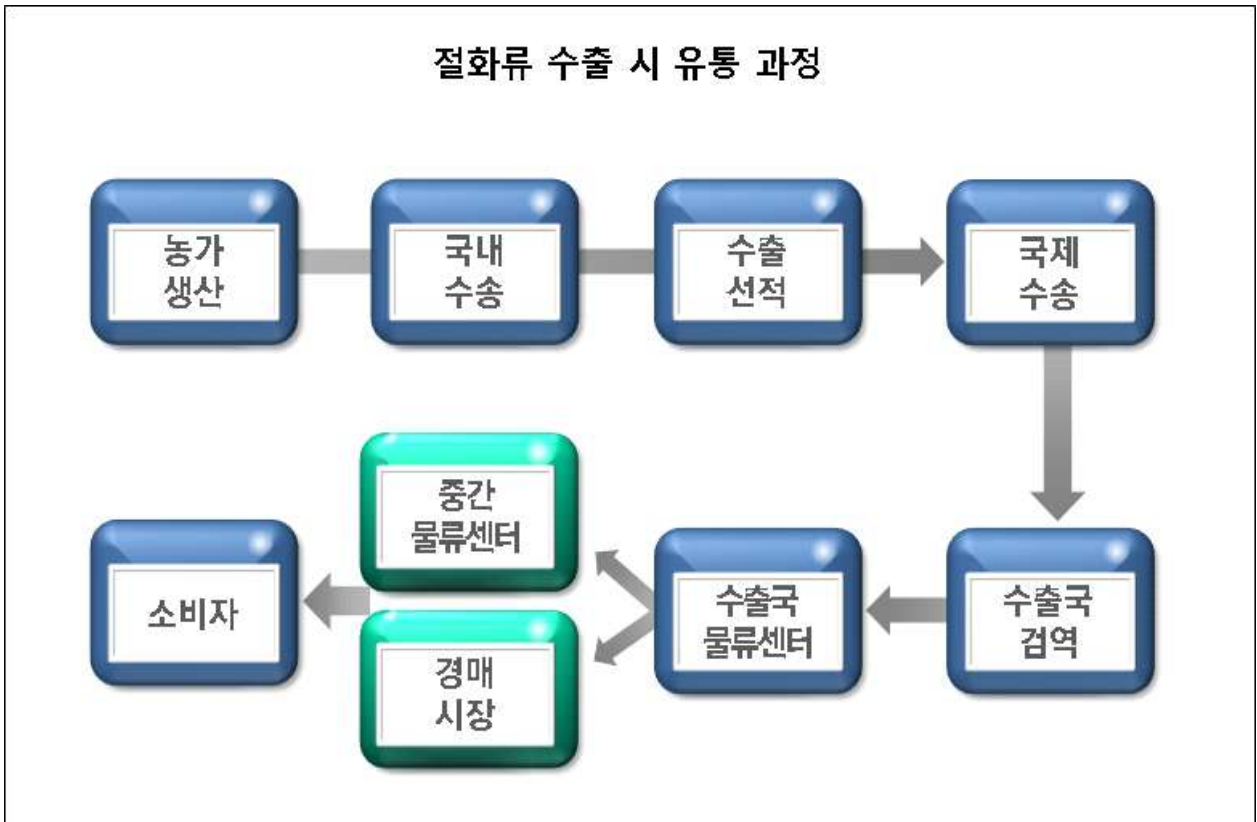 절화류 수출 시 유통 과정
농가
생산
국내
수송
수출
선적
국제
수송
수출국
검역
수출국
물류센터
중간
물류센터
경매
시장
소비자